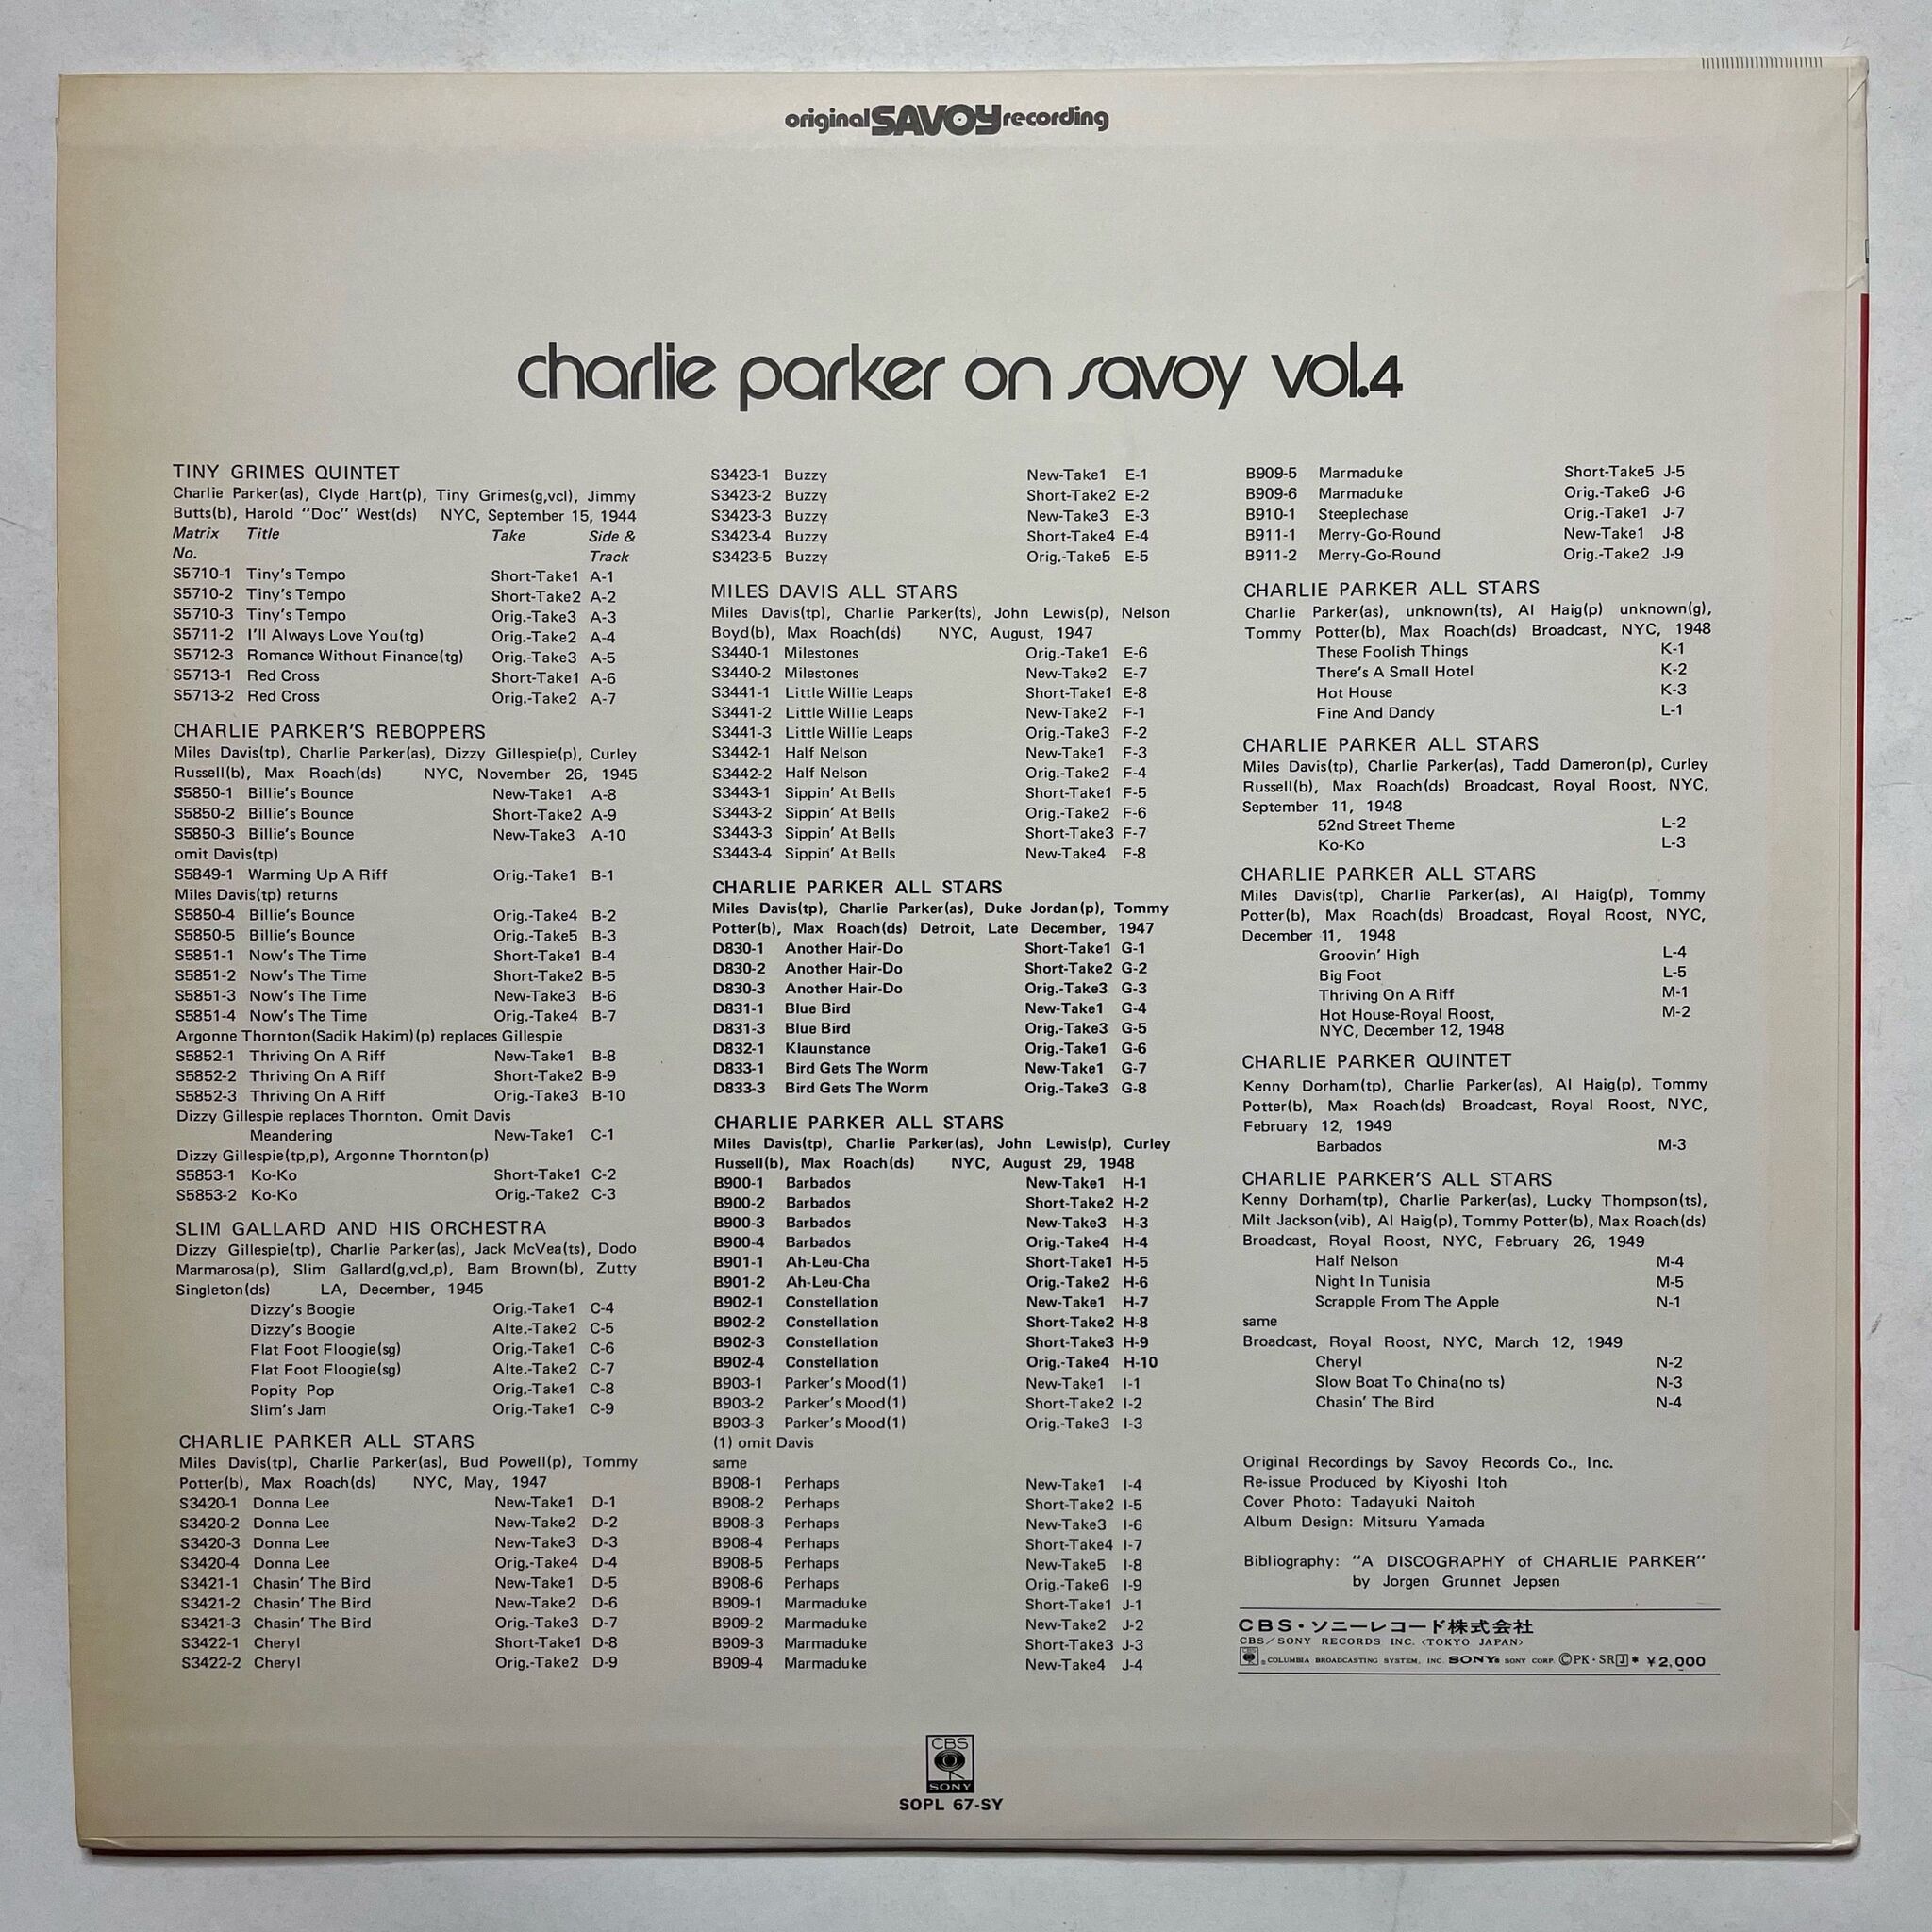 original SAVOY recording
charlie parker on savoy vol.4
TINY GRIMES QUINTET
Charlie Parker(as), Clyde Hart(p), Tiny Grimes(g,vcl), Jimmy
Butts(b), Harold "Doc" West(ds) NYC, September 15, 1944
Matrix Title Take Side &
No. Track
S5710-1 Tiny's Tempo Short-Take1 A-1
S5710-2 Tiny's Tempo Short-Take2 A-2
S5710-3 Tiny's Tempo Orig.-Take3 A-3
S5711-2 I'll Always Love You(tg) Orig.-Take2 A-4
S5712-3 Romance Without Finance(tg) Orig.-Take3 A-5
S5713-1 Red Cross Short-Take1 A-6
S5713-2 Red Cross Orig.-Take2 A-7
CHARLIE PARKER'S REBOPPERS
Miles Davis(tp), Charlie Parker(as), Dizzy Gillespie(p), Curley
Russell(b), Max Roach(ds) NYC, November 26, 1945
S5850-1 Billie's Bounce New-Take1 A-8
S5850-2 Billie's Bounce Short-Take2 A-9
S5850-3 Billie's Bounce New-Take3 A-10
omit Davis(tp)
S5849-1 Warming Up A Riff Orig.-Take1 B-1
Miles Davis(tp) returns
S5850-4 Billie's Bounce Orig.-Take4 B-2
S5850-5 Billie's Bounce Orig.-Take5 B-3
S5851-1 Now's The Time Short-Take1 B-4
S5851-2 Now's The Time Short-Take2 B-5
S5851-3 Now's The Time New-Take3 B-6
S5851-4 Now's The Time Orig.-Take4 B-7
Argonne Thornton(Sadik Hakim)(p) replaces Gillespie
S5852-1 Thriving On A Riff New-Take1 B-8
S5852-2 Thriving On A Riff Short-Take2 B-9
S5852-3 Thriving On A Riff Orig.-Take3 B-10
Dizzy Gillespie replaces Thornton. Omit Davis
Meandering New-Take1 C-1
Dizzy Gillespie(tp,p), Argonne Thornton(p)
S5853-1 Ko-Ko Short-Take1 C-2
S5853-2 Ko-Ko Orig.-Take2 C-3
SLIM GALLARD AND HIS ORCHESTRA
Dizzy Gillespie(tp), Charlie Parker(as), Jack McVea(ts), Dodo
Marmarosa(p), Slim Gallard(g,vcl,p), Bam Brown(b), Zutty
Singleton(ds) LA, December, 1945
Dizzy's Boogie Orig.-Take1 C-4
Dizzy's Boogie Alte.-Take2 C-5
Flat Foot Floogie(sg) Orig.-Take1 C-6
Flat Foot Floogie(sg) Alte.-Take2 C-7
Popity Pop Orig.-Take1 C-8
Slim's Jam Orig.-Take1 C-9
CHARLIE PARKER ALL STARS
Miles Davis(tp), Charlie Parker(as), Bud Powell(p), Tommy
Potter(b), Max Roach(ds) NYC, May, 1947
S3420-1 Donna Lee New-Take1 D-1
S3420-2 Donna Lee New-Take2 D-2
S3420-3 Donna Lee New-Take3 D-3
S3420-4 Donna Lee Orig.-Take4 D-4
S3421-1 Chasin' The Bird New-Take1 D-5
S3421-2 Chasin' The Bird New-Take2 D-6
S3421-3 Chasin' The Bird Orig.-Take3 D-7
S3422-1 Cheryl Short-Take1 D-8
S3422-2 Cheryl Orig.-Take2 D-9
S3423-1 Buzzy New-Take1 E-1
S3423-2 Buzzy Short-Take2 E-2
S3423-3 Buzzy New-Take3 E-3
S3423-4 Buzzy Short-Take4 E-4
S3423-5 Buzzy Orig.-Take5 E-5
MILES DAVIS ALL STARS
Miles Davis(tp), Charlie Parker(ts), John Lewis(p), Nelson
Boyd(b), Max Roach(ds) NYC, August, 1947
S3440-1 Milestones Orig.-Take1 E-6
S3440-2 Milestones New-Take2 E-7
S3441-1 Little Willie Leaps Short-Take1 E-8
S3441-2 Little Willie Leaps New-Take2 F-1
S3441-3 Little Willie Leaps Orig.-Take3 F-2
S3442-1 Half Nelson New-Take1 F-3
S3442-2 Half Nelson Orig.-Take2 F-4
S3443-1 Sippin' At Bells Short-Take1 F-5
S3443-2 Sippin' At Bells Orig.-Take2 F-6
S3443-3 Sippin' At Bells Short-Take3 F-7
S3443-4 Sippin' At Bells New-Take4 F-8
CHARLIE PARKER ALL STARS
Miles Davis(tp), Charlie Parker(as), Duke Jordan(p), Tommy
Potter(b), Max Roach(ds) Detroit, Late December, 1947
D830-1 Another Hair-Do Short-Take1 G-1
D830-2 Another Hair-Do Short-Take2 G-2
D830-3 Another Hair-Do Orig.-Take3 G-3
D831-1 Blue Bird New-Take1 G-4
D831-3 Blue Bird Orig.-Take3 G-5
D832-1 Klaunstance Orig.-Take1 G-6
D833-1 Bird Gets The Worm New-Take1 G-7
D833-3 Bird Gets The Worm Orig.-Take3 G-8
CHARLIE PARKER ALL STARS
Miles Davis(tp), Charlie Parker(as), John Lewis(p), Curley
Russell(b), Max Roach(ds) NYC, August 29, 1948
B900-1 Barbados New-Take1 H-1
B900-2 Barbados Short-Take2 H-2
B900-3 Barbados New-Take3 H-3
B900-4 Barbados Orig.-Take4 H-4
B901-1 Ah-Leu-Cha Short-Take1 H-5
B901-2 Ah-Leu-Cha Orig.-Take2 H-6
B902-1 Constellation New-Take1 H-7
B902-2 Constellation Short-Take2 H-8
B902-3 Constellation Short-Take3 H-9
B902-4 Constellation Orig.-Take4 H-10
B903-1 Parker's Mood(1) New-Take1 I-1
B903-2 Parker's Mood(1) Short-Take2 I-2
B903-3 Parker's Mood(1) Orig.-Take3 I-3
(1) omit Davis
same
B908-1 Perhaps New-Take1 I-4
B908-2 Perhaps Short-Take2 I-5
B908-3 Perhaps New-Take3 I-6
B908-4 Perhaps Short-Take4 I-7
B908-5 Perhaps New-Take5 I-8
B908-6 Perhaps Orig.-Take6 I-9
B909-1 Marmaduke Short-Take1 J-1
B909-2 Marmaduke New-Take2 J-2
B909-3 Marmaduke Short-Take3 J-3
B909-4 Marmaduke New-Take4 J-4
B909-5 Marmaduke Short-Take5 J-5
B909-6 Marmaduke Orig.-Take6 J-6
B910-1 Steeplechase Orig.-Take1 J-7
B911-1 Merry-Go-Round New-Take1 J-8
B911-2 Merry-Go-Round Orig.-Take2 J-9
CHARLIE PARKER ALL STARS
Charlie Parker(as), unknown(ts), Al Haig(p) unknown(g),
Tommy Potter(b), Max Roach(ds) Broadcast, NYC, 1948
These Foolish Things K-1
There's A Small Hotel K-2
Hot House K-3
Fine And Dandy L-1
CHARLIE PARKER ALL STARS
Miles Davis(tp), Charlie Parker(as), Tadd Dameron(p), Curley
Russell(b), Max Roach(ds) Broadcast, Royal Roost, NYC,
September 11, 1948
52nd Street Theme L-2
Ko-Ko L-3
CHARLIE PARKER ALL STARS
Miles Davis(tp), Charlie Parker(as), Al Haig(p), Tommy
Potter(b), Max Roach(ds) Broadcast, Royal Roost, NYC,
December 11, 1948
Groovin' High L-4
Big Foot L-5
Thriving On A Riff M-1
Hot House-Royal Roost, M-2
NYC, December 12, 1948
CHARLIE PARKER QUINTET
Kenny Dorham(tp), Charlie Parker(as), Al Haig(p), Tommy
Potter(b), Max Roach(ds) Broadcast, Royal Roost, NYC,
February 12, 1949
Barbados M-3
CHARLIE PARKER'S ALL STARS
Kenny Dorham(tp), Charlie Parker(as), Lucky Thompson(ts),
Milt Jackson(vib), Al Haig(p), Tommy Potter(b), Max Roach(ds)
Broadcast, Royal Roost, NYC, February 26, 1949
Half Nelson M-4
Night In Tunisia M-5
Scrapple From The Apple N-1
same
Broadcast, Royal Roost, NYC, March 12, 1949
Cheryl N-2
Slow Boat To China(no ts) N-3
Chasin' The Bird N-4
Original Recordings by Savoy Records Co., Inc.
Re-issue Produced by Kiyoshi Itoh
Cover Photo: Tadayuki Naitoh
Album Design: Mitsuru Yamada
Bibliography: "A DISCOGRAPHY of CHARLIE PARKER"
by Jorgen Grunnet Jepsen
CBS・ソニーレコード株式会社
CBS/SONY RECORDS INC. <TOKYO JAPAN>
® COLUMBIA BROADCASTING SYSTEM, INC. SONY® SONY CORP. ©PK・SR J * ¥2,000
CBS
SONY
SOPL 67-SY